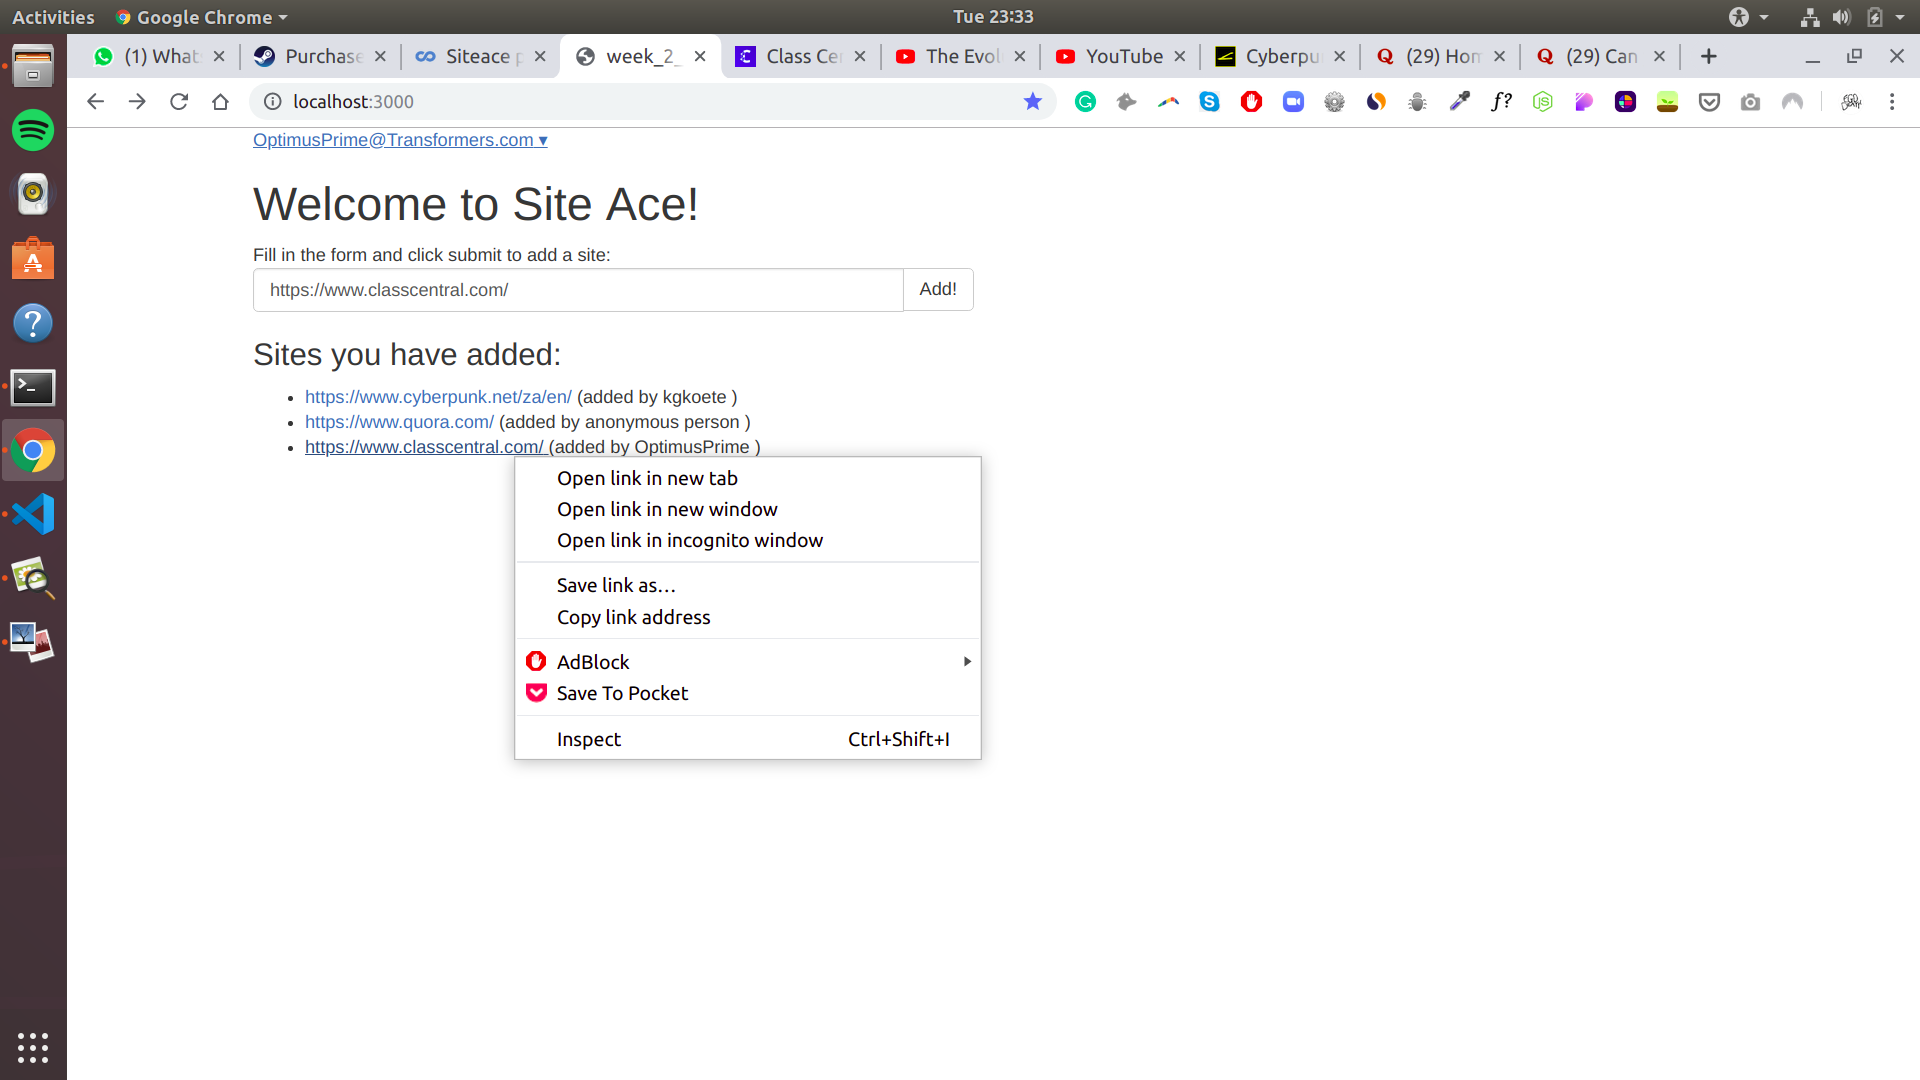 Activities Google Chrome Tue 23:33
(1) What Purchase Siteace p week_2_ Class Cen The Evol YouTube Cyberpu (29) Hom (29) Can
localhost:3000
OptimusPrime@Transformers.com ▾
Welcome to Site Ace!
Fill in the form and click submit to add a site:
https://www.classcentral.com/ Add!
Sites you have added:
https://www.cyberpunk.net/za/en/ (added by kgkoete )
https://www.quora.com/ (added by anonymous person )
https://www.classcentral.com/ (added by OptimusPrime )
Open link in new tab
Open link in new window
Open link in incognito window
Save link as...
Copy link address
AdBlock
Save To Pocket
Inspect Ctrl+Shift+I